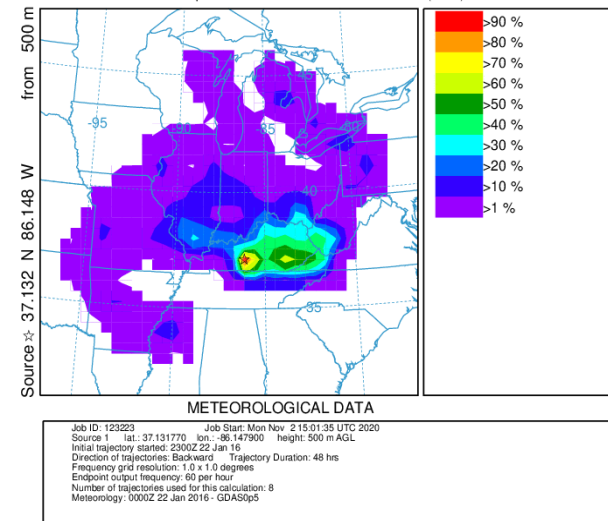 Source ☆ 37.132 N 86.148 W from 500 m
-95
-90
-85
-80
45
40
35
>90 %
>80 %
>70 %
>60 %
>50 %
>40 %
>30 %
>20 %
>10 %
>1 %
METEOROLOGICAL DATA
Job ID: 123223 Job Start: Mon Nov 2 15:01:35 UTC 2020
Source 1 lat.: 37.131770 lon.: -86.147900 height: 500 m AGL
Initial trajectory started: 2300Z 22 Jan 16
Direction of trajectories: Backward Trajectory Duration: 48 hrs
Frequency grid resolution: 1.0 x 1.0 degrees
Endpoint output frequency: 60 per hour
Number of trajectories used for this calculation: 8
Meteorology: 0000Z 22 Jan 2016 - GDAS0p5